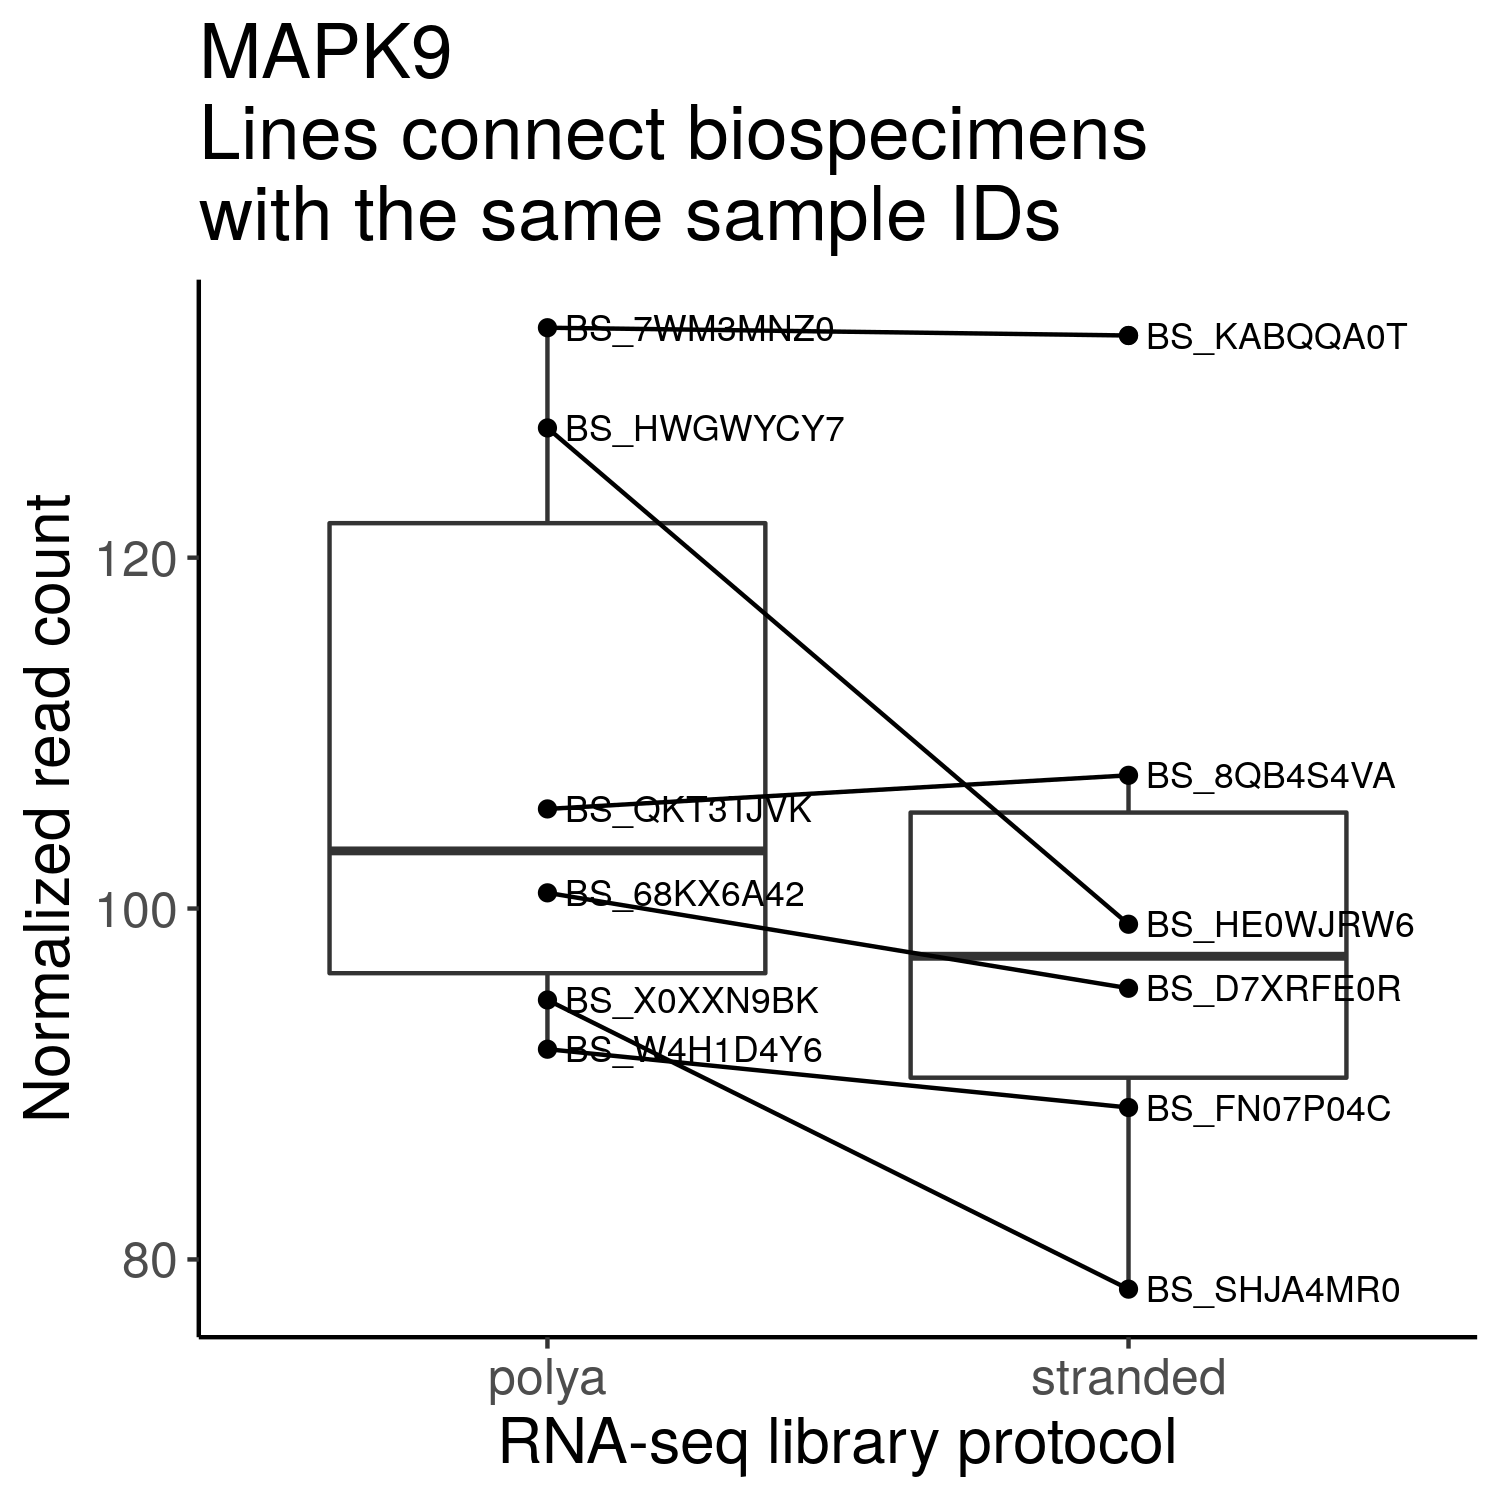 MAPK9
Lines connect biospecimens
with the same sample IDs
Normalized read count
120
100
80
BS_7WM3MNZ0
BS_KABQQA0T
BS_HWGWYCY7
BS_QKT31JVK
BS_8QB4S4VA
BS_68KX6A42
BS_HE0WJRW6
BS_D7XRFE0R
BS_X0XXN9BK
BS_W4H1D4Y6
BS_FN07P04C
BS_SHJA4MR0
polya
stranded
RNA-seq library protocol